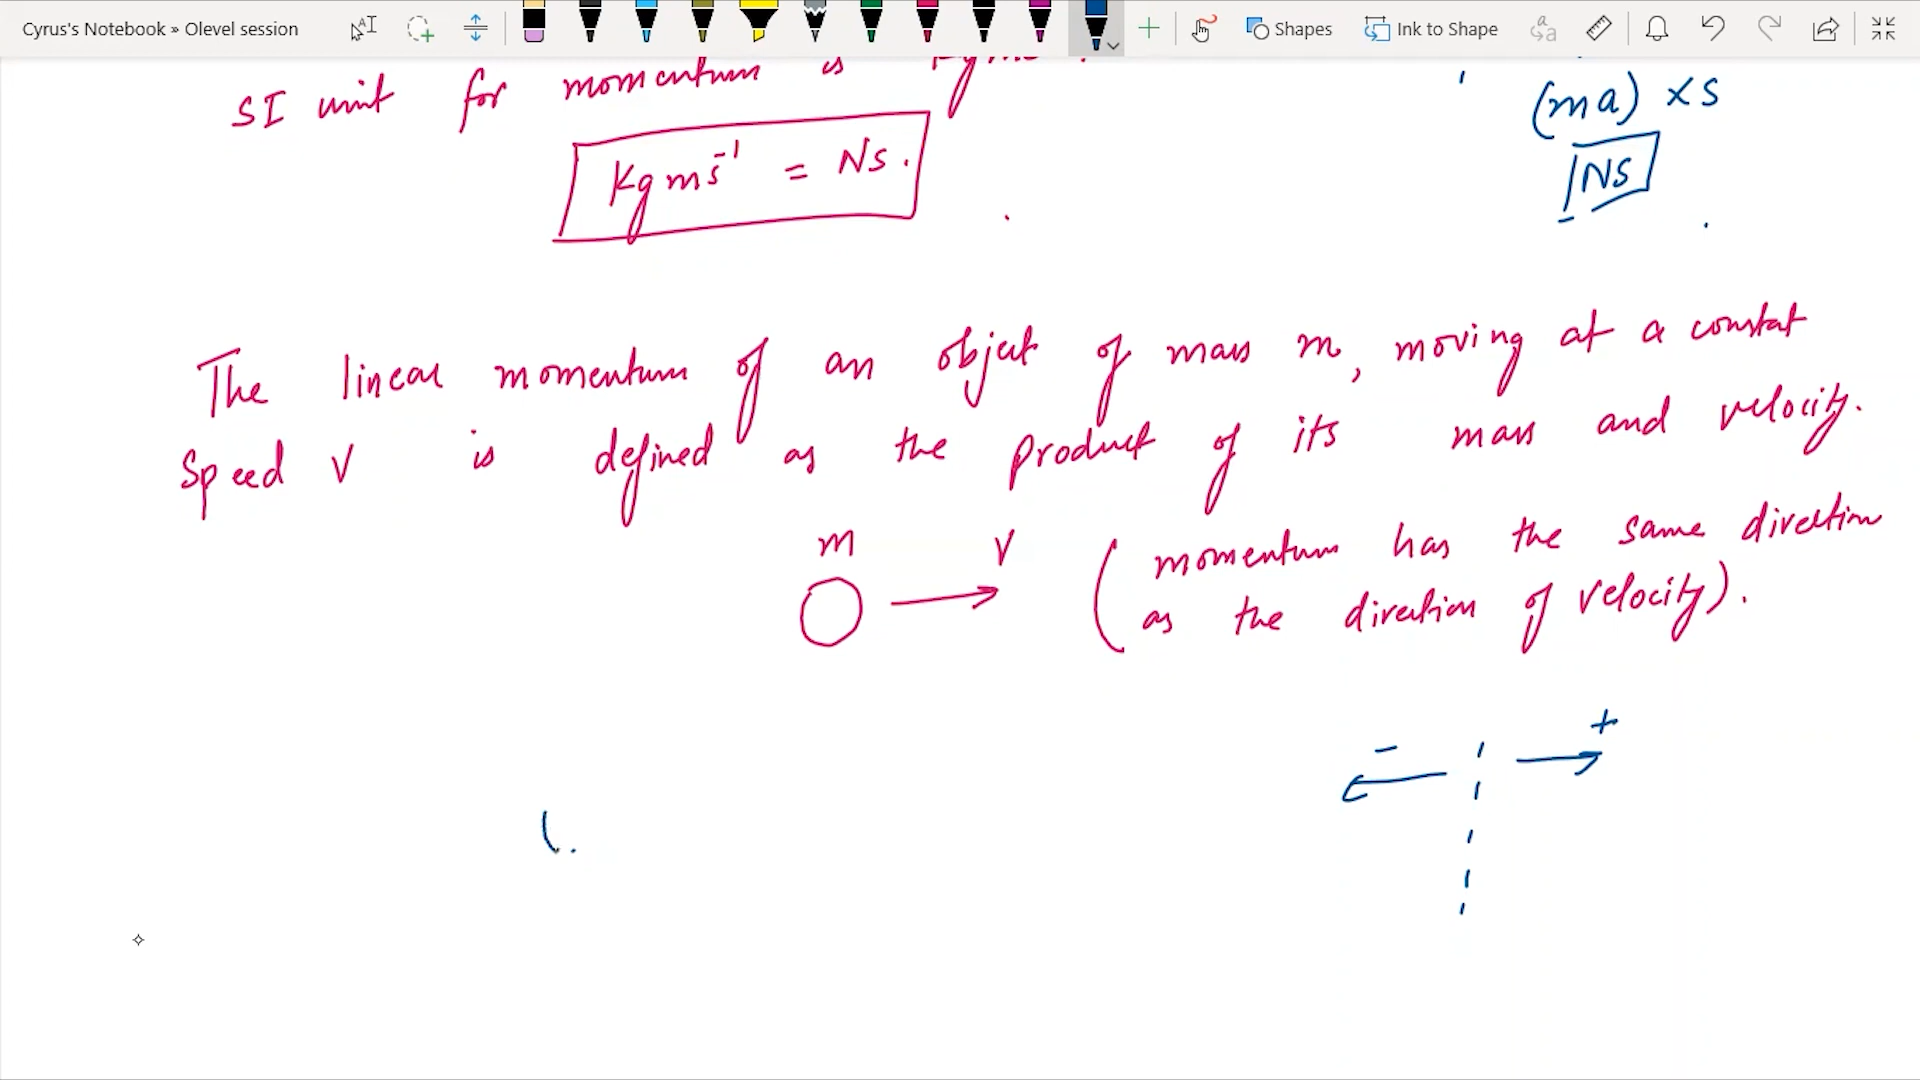 Cyrus's Notebook » Olevel session
Shapes
Ink to Shape
SI unit for momentum is
Kgms⁻¹ = Ns.
(ma) × s
Ns
The linear momentum of an object of mass m, moving at a constat
speed v is defined as the product of its mass and velocity.
m
v
(momentum has the same direction
as the direction of velocity).
-
+
(.